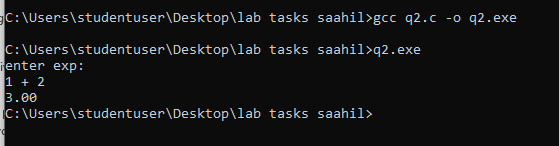 C:\Users\studentuser\Desktop\lab tasks saahil>gcc q2.c -o q2.exe
C:\Users\studentuser\Desktop\lab tasks saahil>q2.exe
enter exp:
1 + 2
3.00
C:\Users\studentuser\Desktop\lab tasks saahil>